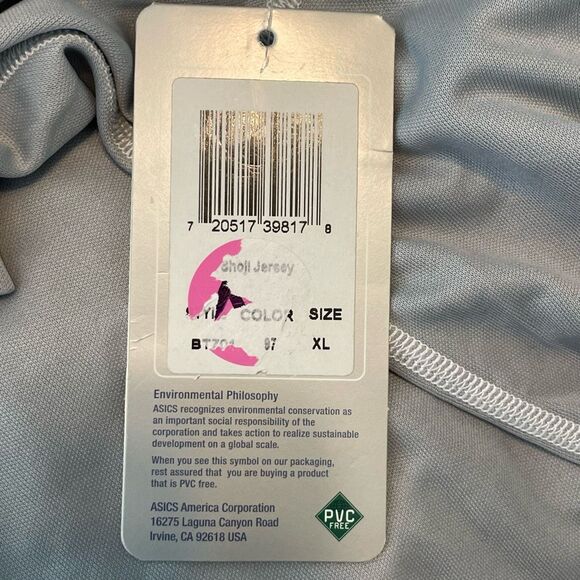 7 20517 39817 8
Shoji Jersey
COLOR SIZE
97 XL
Environmental Philosophy
ASICS recognizes environmental conservation as
an important social responsibility of the
corporation and takes action to realize sustainable
development on a global scale.
When you see this symbol on our packaging,
rest assured that you are buying a product
that is PVC free.
ASICS America Corporation
16275 Laguna Canyon Road
Irvine, CA 92618 USA
PVC
FREE